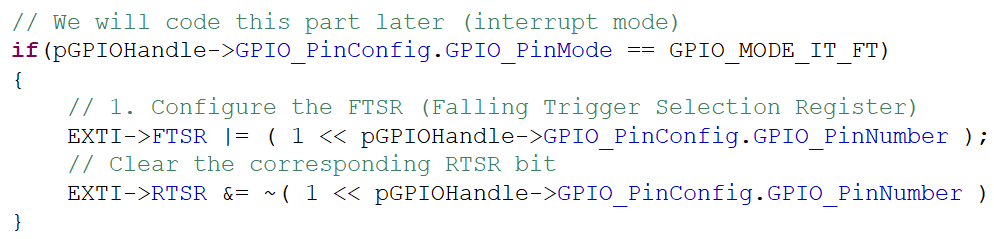 // We will code this part later (interrupt mode)
if(pGPIOHandle->GPIO_PinConfig.GPIO_PinMode == GPIO_MODE_IT_FT)
{
    // 1. Configure the FTSR (Falling Trigger Selection Register)
    EXTI->FTSR |= ( 1 << pGPIOHandle->GPIO_PinConfig.GPIO_PinNumber );
    // Clear the corresponding RTSR bit
    EXTI->RTSR &= ~( 1 << pGPIOHandle->GPIO_PinConfig.GPIO_PinNumber )
}